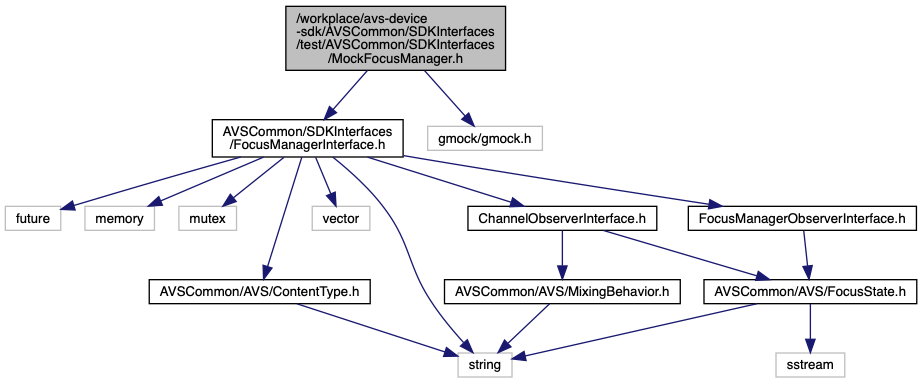 /workplace/avs-device
-sdk/AVSCommon/SDKInterfaces
/test/AVSCommon/SDKInterfaces
/MockFocusManager.h
AVSCommon/SDKInterfaces
/FocusManagerInterface.h
gmock/gmock.h
future
memory
mutex
vector
ChannelObserverInterface.h
FocusManagerObserverInterface.h
AVSCommon/AVS/ContentType.h
AVSCommon/AVS/MixingBehavior.h
AVSCommon/AVS/FocusState.h
string
sstream